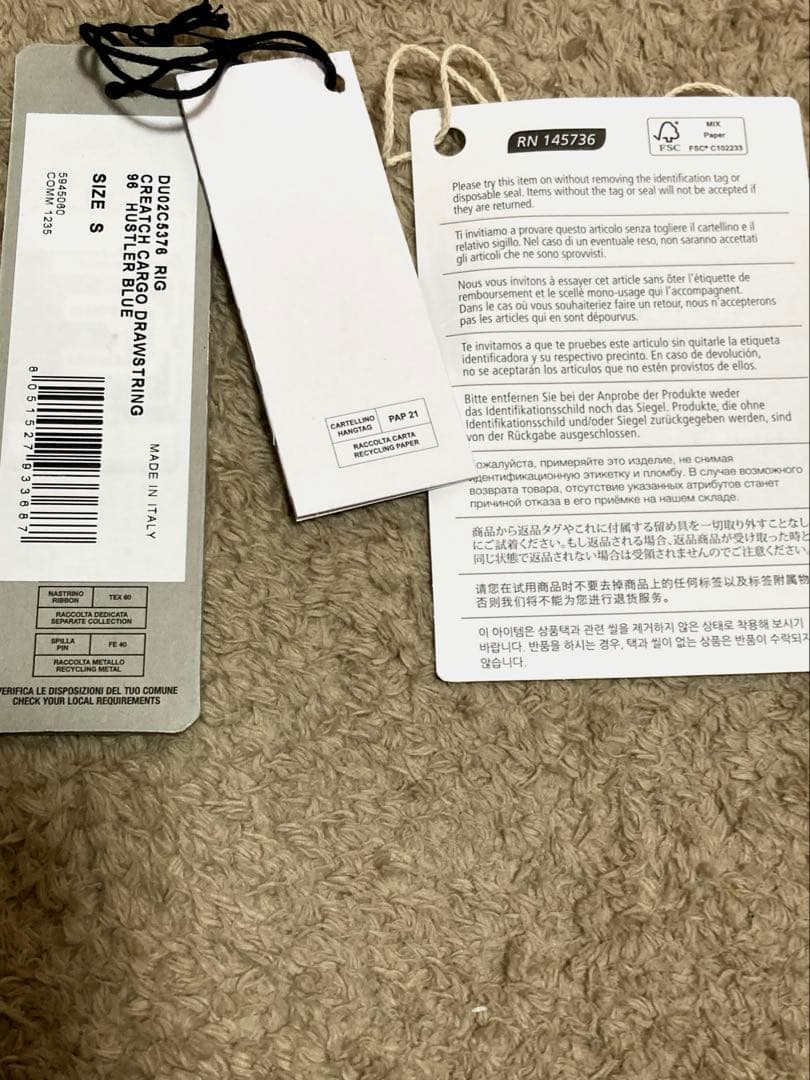 DU02C5376 RIG
CREATCH CARGO DRAWSTRING
96 HUSTLER BLUE
SIZE S
5945060
COMM 1235
MADE IN ITALY
8051527933687
NASTRINO
RIBBON
TEX 60
RACCOLTA DEDICATA
SEPARATE COLLECTION
SPILLA
PIN
FE 40
RACCOLTA METALLO
RECYCLING METAL
VERIFICA LE DISPOSIZIONI DEL TUO COMUNE
CHECK YOUR LOCAL REQUIREMENTS
CARTELLINO
HANGTAG
PAP 21
RACCOLTA CARTA
RECYCLING PAPER
RN 145736
FSC
MIX
Paper
FSC® C102233
Please try this item on without removing the identification tag or
disposable seal. Items without the tag or seal will not be accepted if
they are returned.
Ti invitiamo a provare questo articolo senza togliere il cartellino e il
relativo sigillo. Nel caso di un eventuale reso, non saranno accettati
gli articoli che ne sono sprovvisti.
Nous vous invitons à essayer cet article sans ôter l'étiquette de
remboursement et le scellé mono-usage qui l'accompagnent.
Dans le cas où vous souhaiteriez faire un retour, nous n'accepterons
pas les articles qui en sont dépourvus.
Te invitamos a que te pruebes este artículo sin quitarle la etiqueta
identificadora y su respectivo precinto. En caso de devolución,
no se aceptarán los artículos que no estén provistos de ellos.
Bitte entfernen Sie bei der Anprobe der Produkte weder
das Identifikationsschild noch das Siegel. Produkte, die ohne
Identifikationsschild und/oder Siegel zurückgegeben werden, sind
von der Rückgabe ausgeschlossen.
ожалуйста, примеряйте это изделие, не снимая
идентификационную этикетку и пломбу. В случае возможного
возврата товара, отсутствие указанных атрибутов станет
причиной отказа в его приёмке на нашем складе.
商品から返品タグやこれに付属する留め具を一切取り外すことなし
にご試着ください。もし返品される場合、返品商品が受け取った時と
同じ状態で返品されない場合は受領されませんのでご注意ください。
请您在试用商品时不要去掉商品上的任何标签以及标签附属物
否则我们将不能为您进行退货服务。
이 아이템은 상품택과 관련 씰을 제거하지 않은 상태로 착용해 보시기
바랍니다. 반품을 하시는 경우, 택과 씰이 없는 상품은 반품이 수락되지
않습니다.